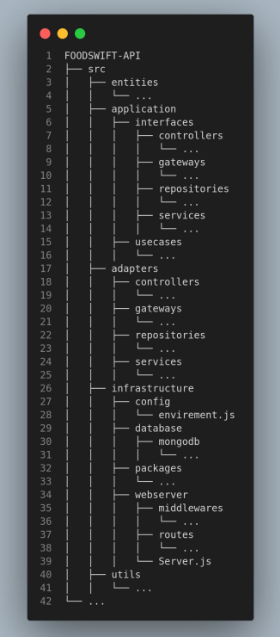 1 FOODSWIFT-API
2 ├── src
3 │   ├── entities
4 │   │   └── ...
5 │   ├── application
6 │   │   ├── interfaces
7 │   │   │   ├── controllers
8 │   │   │   │   └── ...
9 │   │   │   ├── gateways
10 │   │   │   │   └── ...
11 │   │   │   ├── repositories
12 │   │   │   │   └── ...
13 │   │   │   ├── services
14 │   │   │   │   └── ...
15 │   │   ├── usecases
16 │   │   │   └── ...
17 │   ├── adapters
18 │   │   ├── controllers
19 │   │   │   └── ...
20 │   │   ├── gateways
21 │   │   │   └── ...
22 │   │   ├── repositories
23 │   │   │   └── ...
24 │   │   ├── services
25 │   │   │   └── ...
26 │   ├── infrastructure
27 │   │   ├── config
28 │   │   │   └── envirement.js
29 │   │   ├── database
30 │   │   │   ├── mongodb
31 │   │   │   │   └── ...
32 │   │   ├── packages
33 │   │   │   └── ...
34 │   │   ├── webserver
35 │   │   │   ├── middlewares
36 │   │   │   │   └── ...
37 │   │   │   ├── routes
38 │   │   │   │   └── ...
39 │   │   │   └── Server.js
40 │   ├── utils
41 │   │   └── ...
42 └── ...